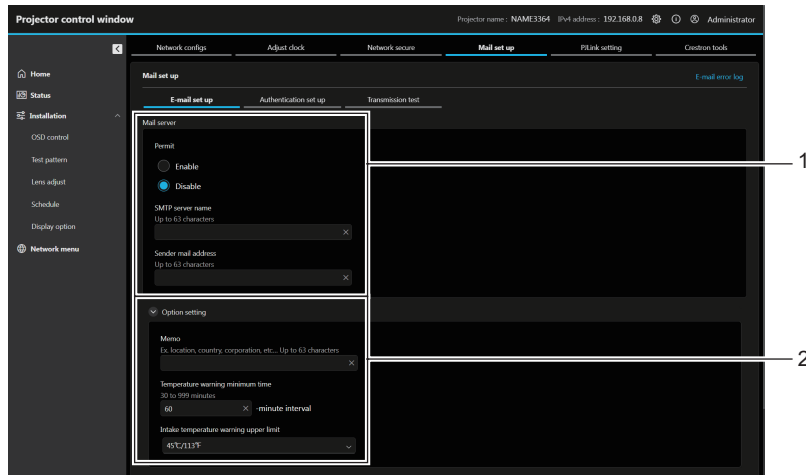 Projector control window
Projector name : NAME3364 IPv4 address : 192.168.0.8 Administrator
Network configs Adjust clock Network secure Mail set up PJLink setting Crestron tools
Home
Status
Installation
OSD control
Test pattern
Lens adjust
Schedule
Display option
Network menu
Mail set up E-mail error log
E-mail set up Authentication set up Transmission test
Mail server
Permit
Enable
Disable
SMTP server name
Up to 63 characters
Sender mail address
Up to 63 characters
1
Option setting
Memo
Ex. location, country, corporation, etc... Up to 63 characters
Temperature warning minimum time
30 to 999 minutes
60 -minute interval
Intake temperature warning upper limit
45℃/113℉
2